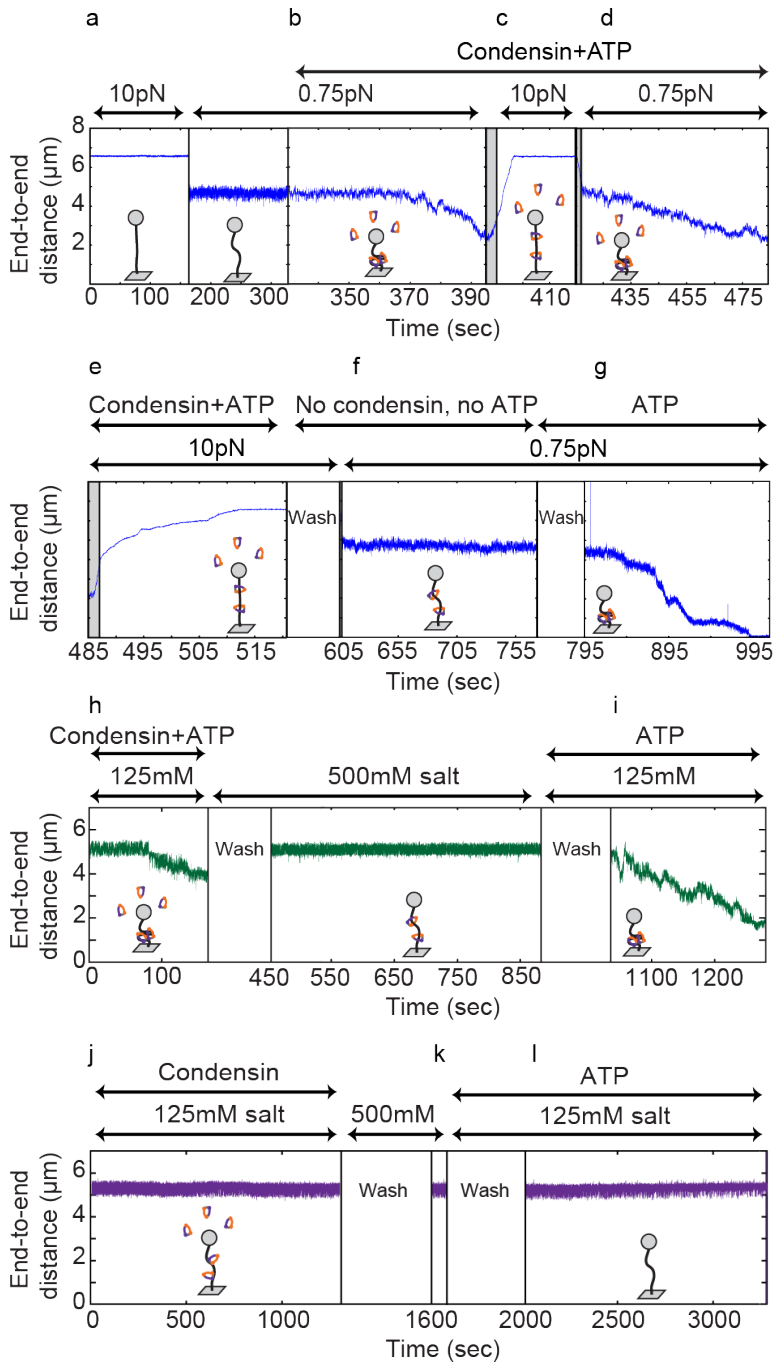 a b c d
Condensin+ATP
10pN 0.75pN 10pN 0.75pN
End-to-end
distance (µm)
8
6
4
2
0
0 100 200 300 350 370 390 410 435 455 475
Time (sec)
e f g
Condensin+ATP No condensin, no ATP ATP
10pN 0.75pN
End-to-end
distance (µm)
Wash Wash
485 495 505 515 605 655 705 755 795 895 995
Time (sec)
h i
Condensin+ATP ATP
125mM 500mM salt 125mM
End-to-end
distance (µm)
6
4
2
0
Wash Wash
0 100 450 550 650 750 850 1100 1200
Time (sec)
j k l
Condensin ATP
125mM salt 500mM 125mM salt
End-to-end
distance (µm)
6
4
2
0
Wash Wash
0 500 1000 1600 2000 2500 3000
Time (sec)